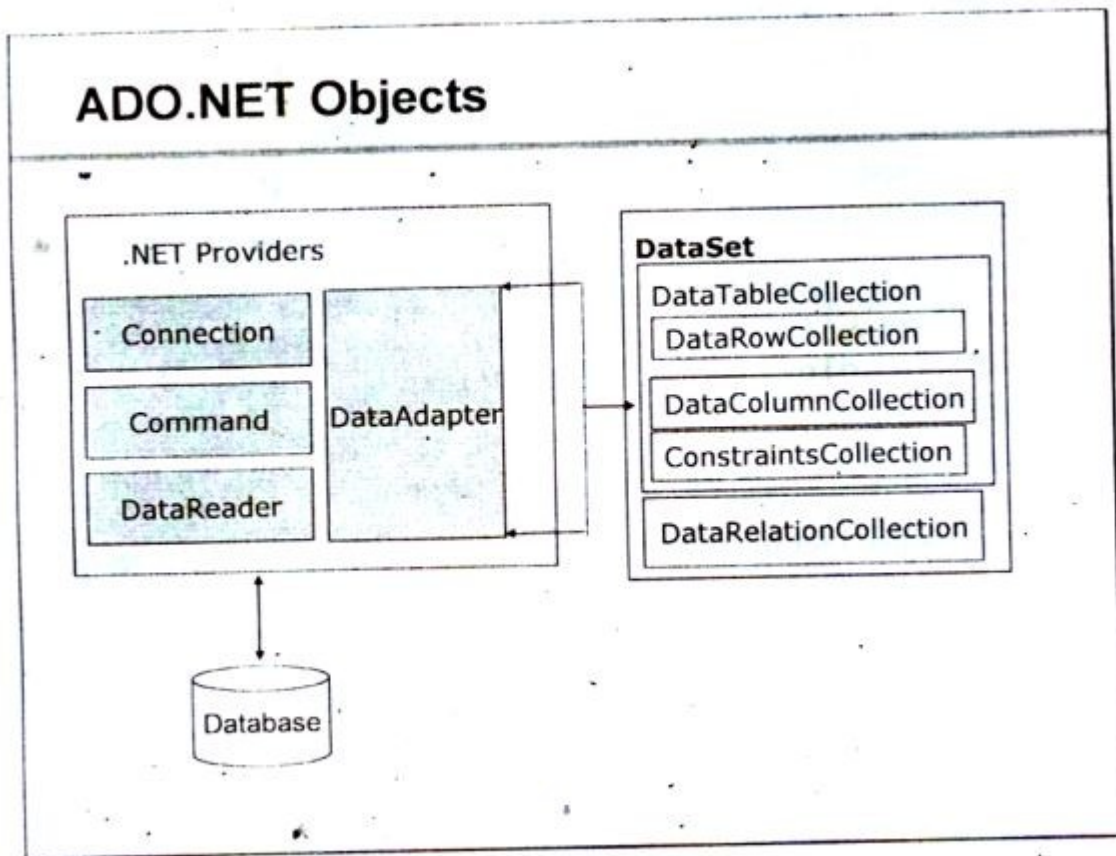 ADO.NET Objects
.NET Providers
Connection
Command
DataReader
DataAdapter
DataSet
DataTableCollection
DataRowCollection
DataColumnCollection
ConstraintsCollection
DataRelationCollection
Database